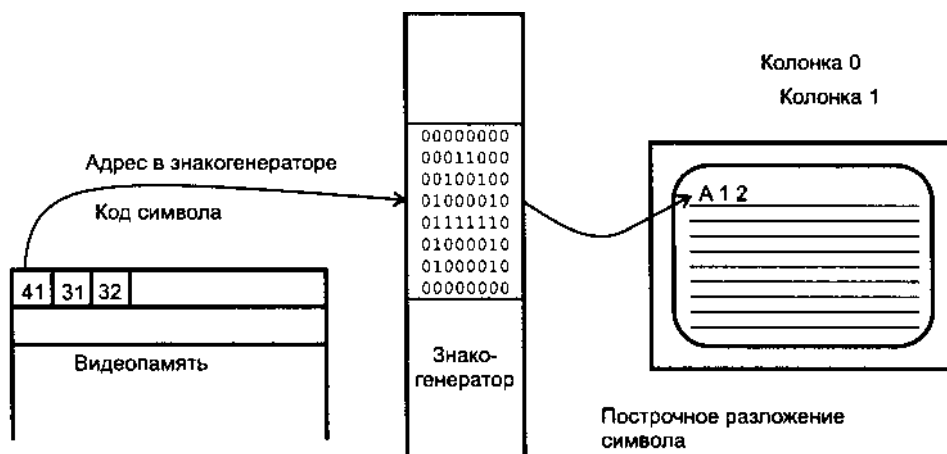 Колонка 0
Колонка 1
Адрес в знакогенераторе
Код символа
00000000
00011000
00100100
01000010
01111110
01000010
01000010
00000000
A 1 2
41 31 32
Видеопамять
Знако-
генератор
Построчное разложение
символа